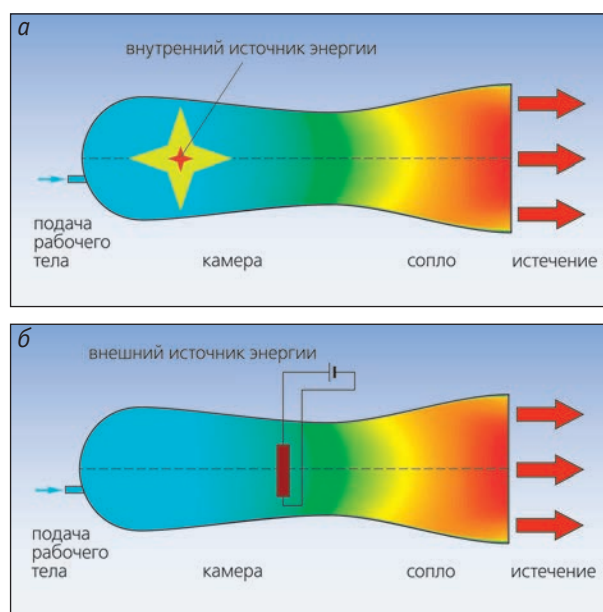 а
внутренний источник энергии
подача
рабочего
тела
камера
сопло
истечение
б
внешний источник энергии
подача
рабочего
тела
камера
сопло
истечение